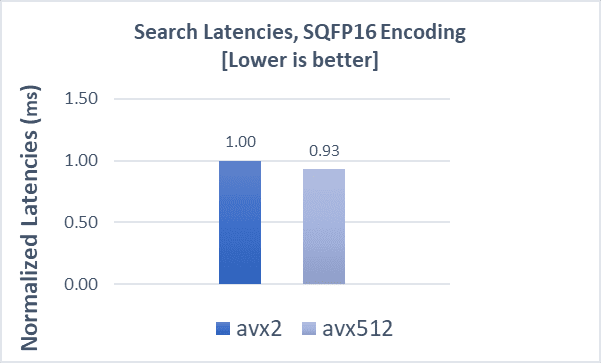 Search Latencies, SQFP16 Encoding
[Lower is better]
Normalized Latencies (ms)
1.50
1.00
0.50
0.00
1.00
0.93
avx2
avx512